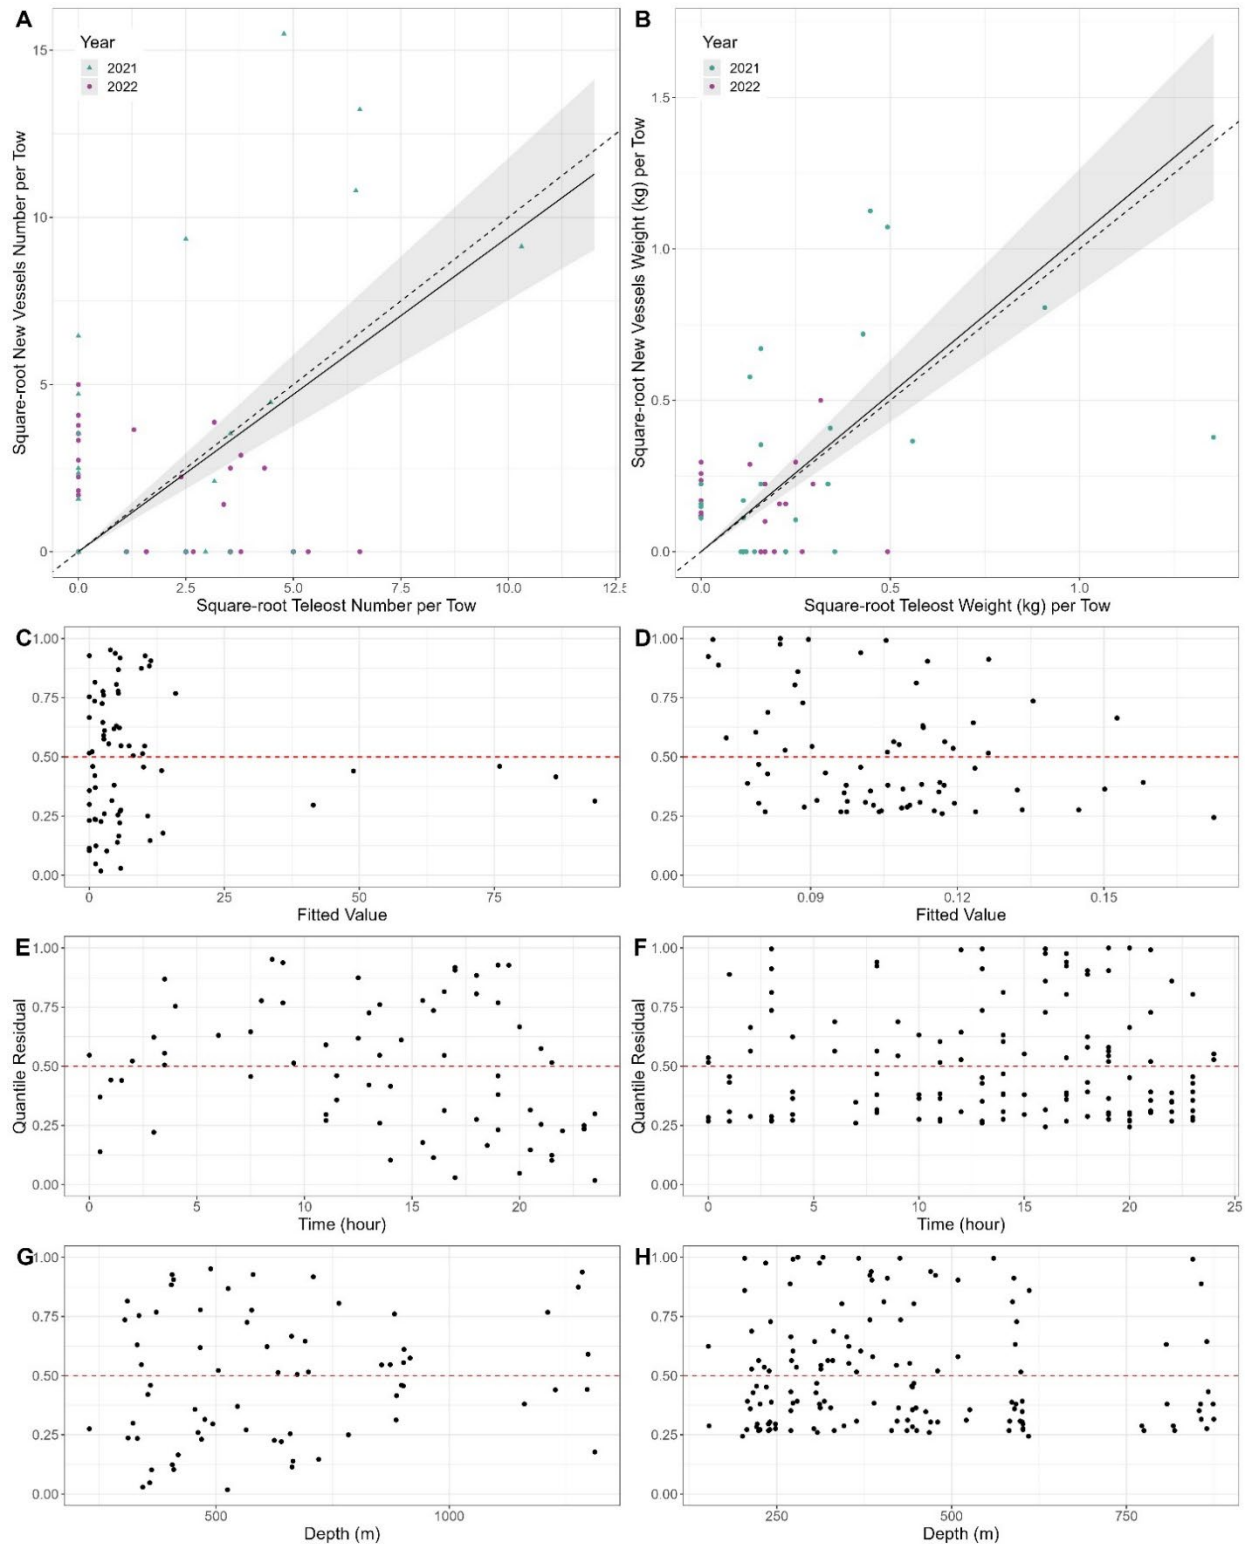 A
Year
2021
2022
15
10
5
0
Square-root New Vessels Number per Tow
0.0 2.5 5.0 7.5 10.0 12.5
Square-root Teleost Number per Tow
B
Year
2021
2022
1.5
1.0
0.5
0.0
Square-root New Vessels Weight (kg) per Tow
0.0 0.5 1.0
Square-root Teleost Weight (kg) per Tow
C
1.00
0.75
0.50
0.25
0.00
0 25 50 75
Fitted Value
D
1.00
0.75
0.50
0.25
0.00
0.09 0.12 0.15
Fitted Value
E
1.00
0.75
0.50
0.25
0.00
Quantile Residual
0 5 10 15 20
Time (hour)
F
1.00
0.75
0.50
0.25
0.00
Quantile Residual
0 5 10 15 20 25
Time (hour)
G
1.00
0.75
0.50
0.25
0.00
500 1000
Depth (m)
H
1.00
0.75
0.50
0.25
0.00
250 500 750
Depth (m)